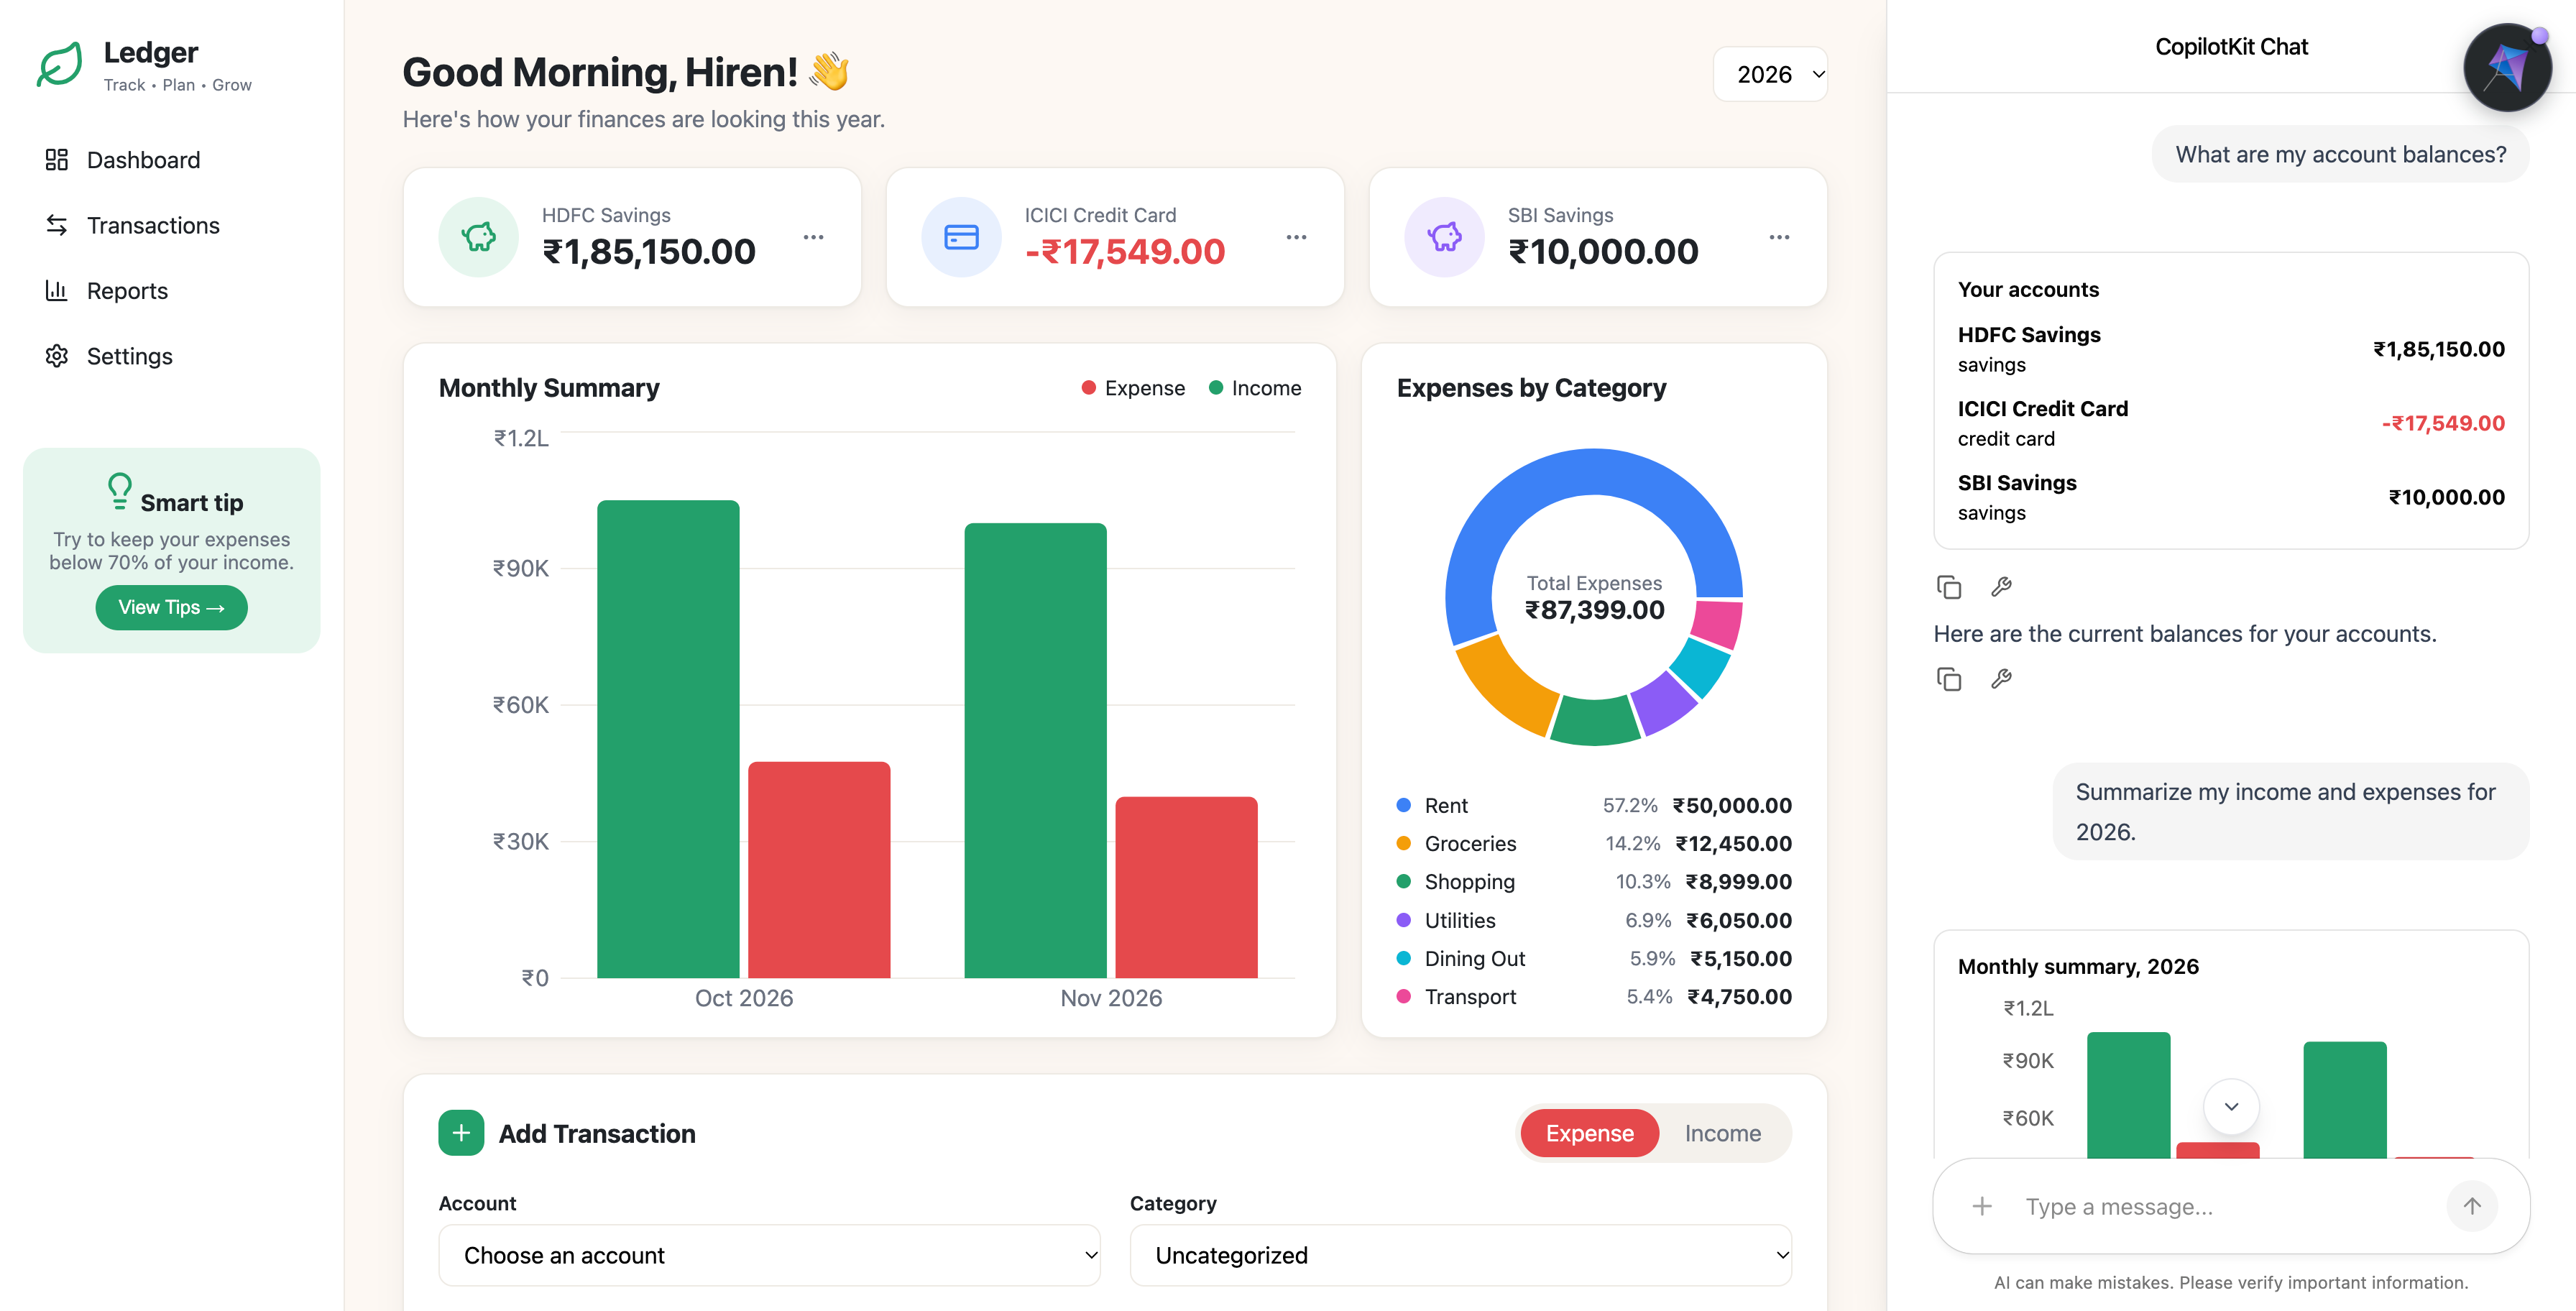 Ledger
Track • Plan • Grow
Dashboard
Transactions
Reports
Settings
Smart tip
Try to keep your expenses
below 70% of your income.
View Tips →
Good Morning, Hiren! 👋
Here's how your finances are looking this year.
2026
HDFC Savings
₹1,85,150.00
ICICI Credit Card
-₹17,549.00
SBI Savings
₹10,000.00
Monthly Summary
Expense
Income
₹1.2L
₹90K
₹60K
₹30K
₹0
Oct 2026
Nov 2026
Expenses by Category
Total Expenses
₹87,399.00
Rent 57.2% ₹50,000.00
Groceries 14.2% ₹12,450.00
Shopping 10.3% ₹8,999.00
Utilities 6.9% ₹6,050.00
Dining Out 5.9% ₹5,150.00
Transport 5.4% ₹4,750.00
Add Transaction
Expense
Income
Account
Choose an account
Category
Uncategorized
CopilotKit Chat
What are my account balances?
Your accounts
HDFC Savings
savings
₹1,85,150.00
ICICI Credit Card
credit card
-₹17,549.00
SBI Savings
savings
₹10,000.00
Here are the current balances for your accounts.
Summarize my income and expenses for
2026.
Monthly summary, 2026
₹1.2L
₹90K
₹60K
Type a message...
AI can make mistakes. Please verify important information.